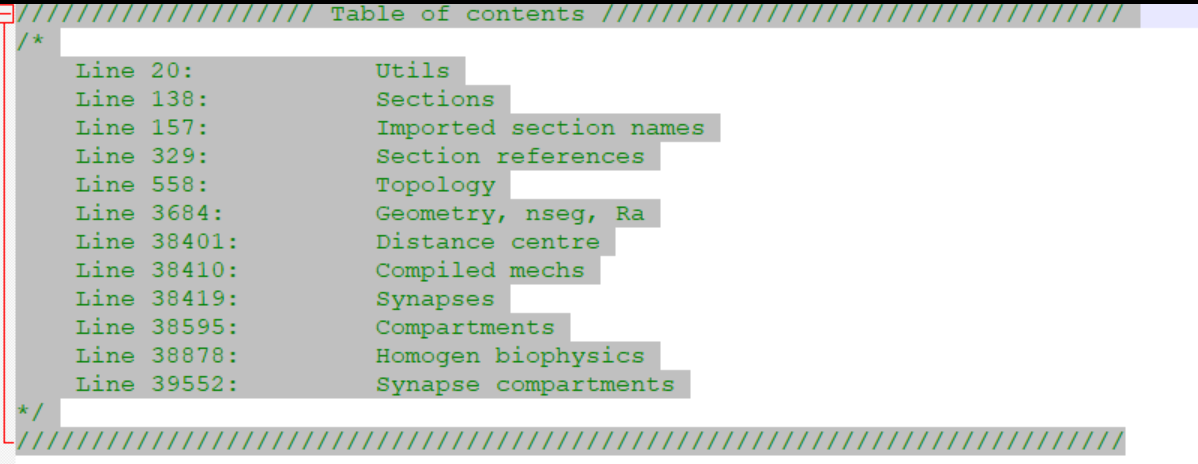 //////////////////// Table of contents ///////////////////////////////////
/*
    Line 20:            Utils
    Line 138:           Sections
    Line 157:           Imported section names
    Line 329:           Section references
    Line 558:           Topology
    Line 3684:          Geometry, nseg, Ra
    Line 38401:         Distance centre
    Line 38410:         Compiled mechs
    Line 38419:         Synapses
    Line 38595:         Compartments
    Line 38878:         Homogen biophysics
    Line 39552:         Synapse compartments
*/
//////////////////////////////////////////////////////////////////////////